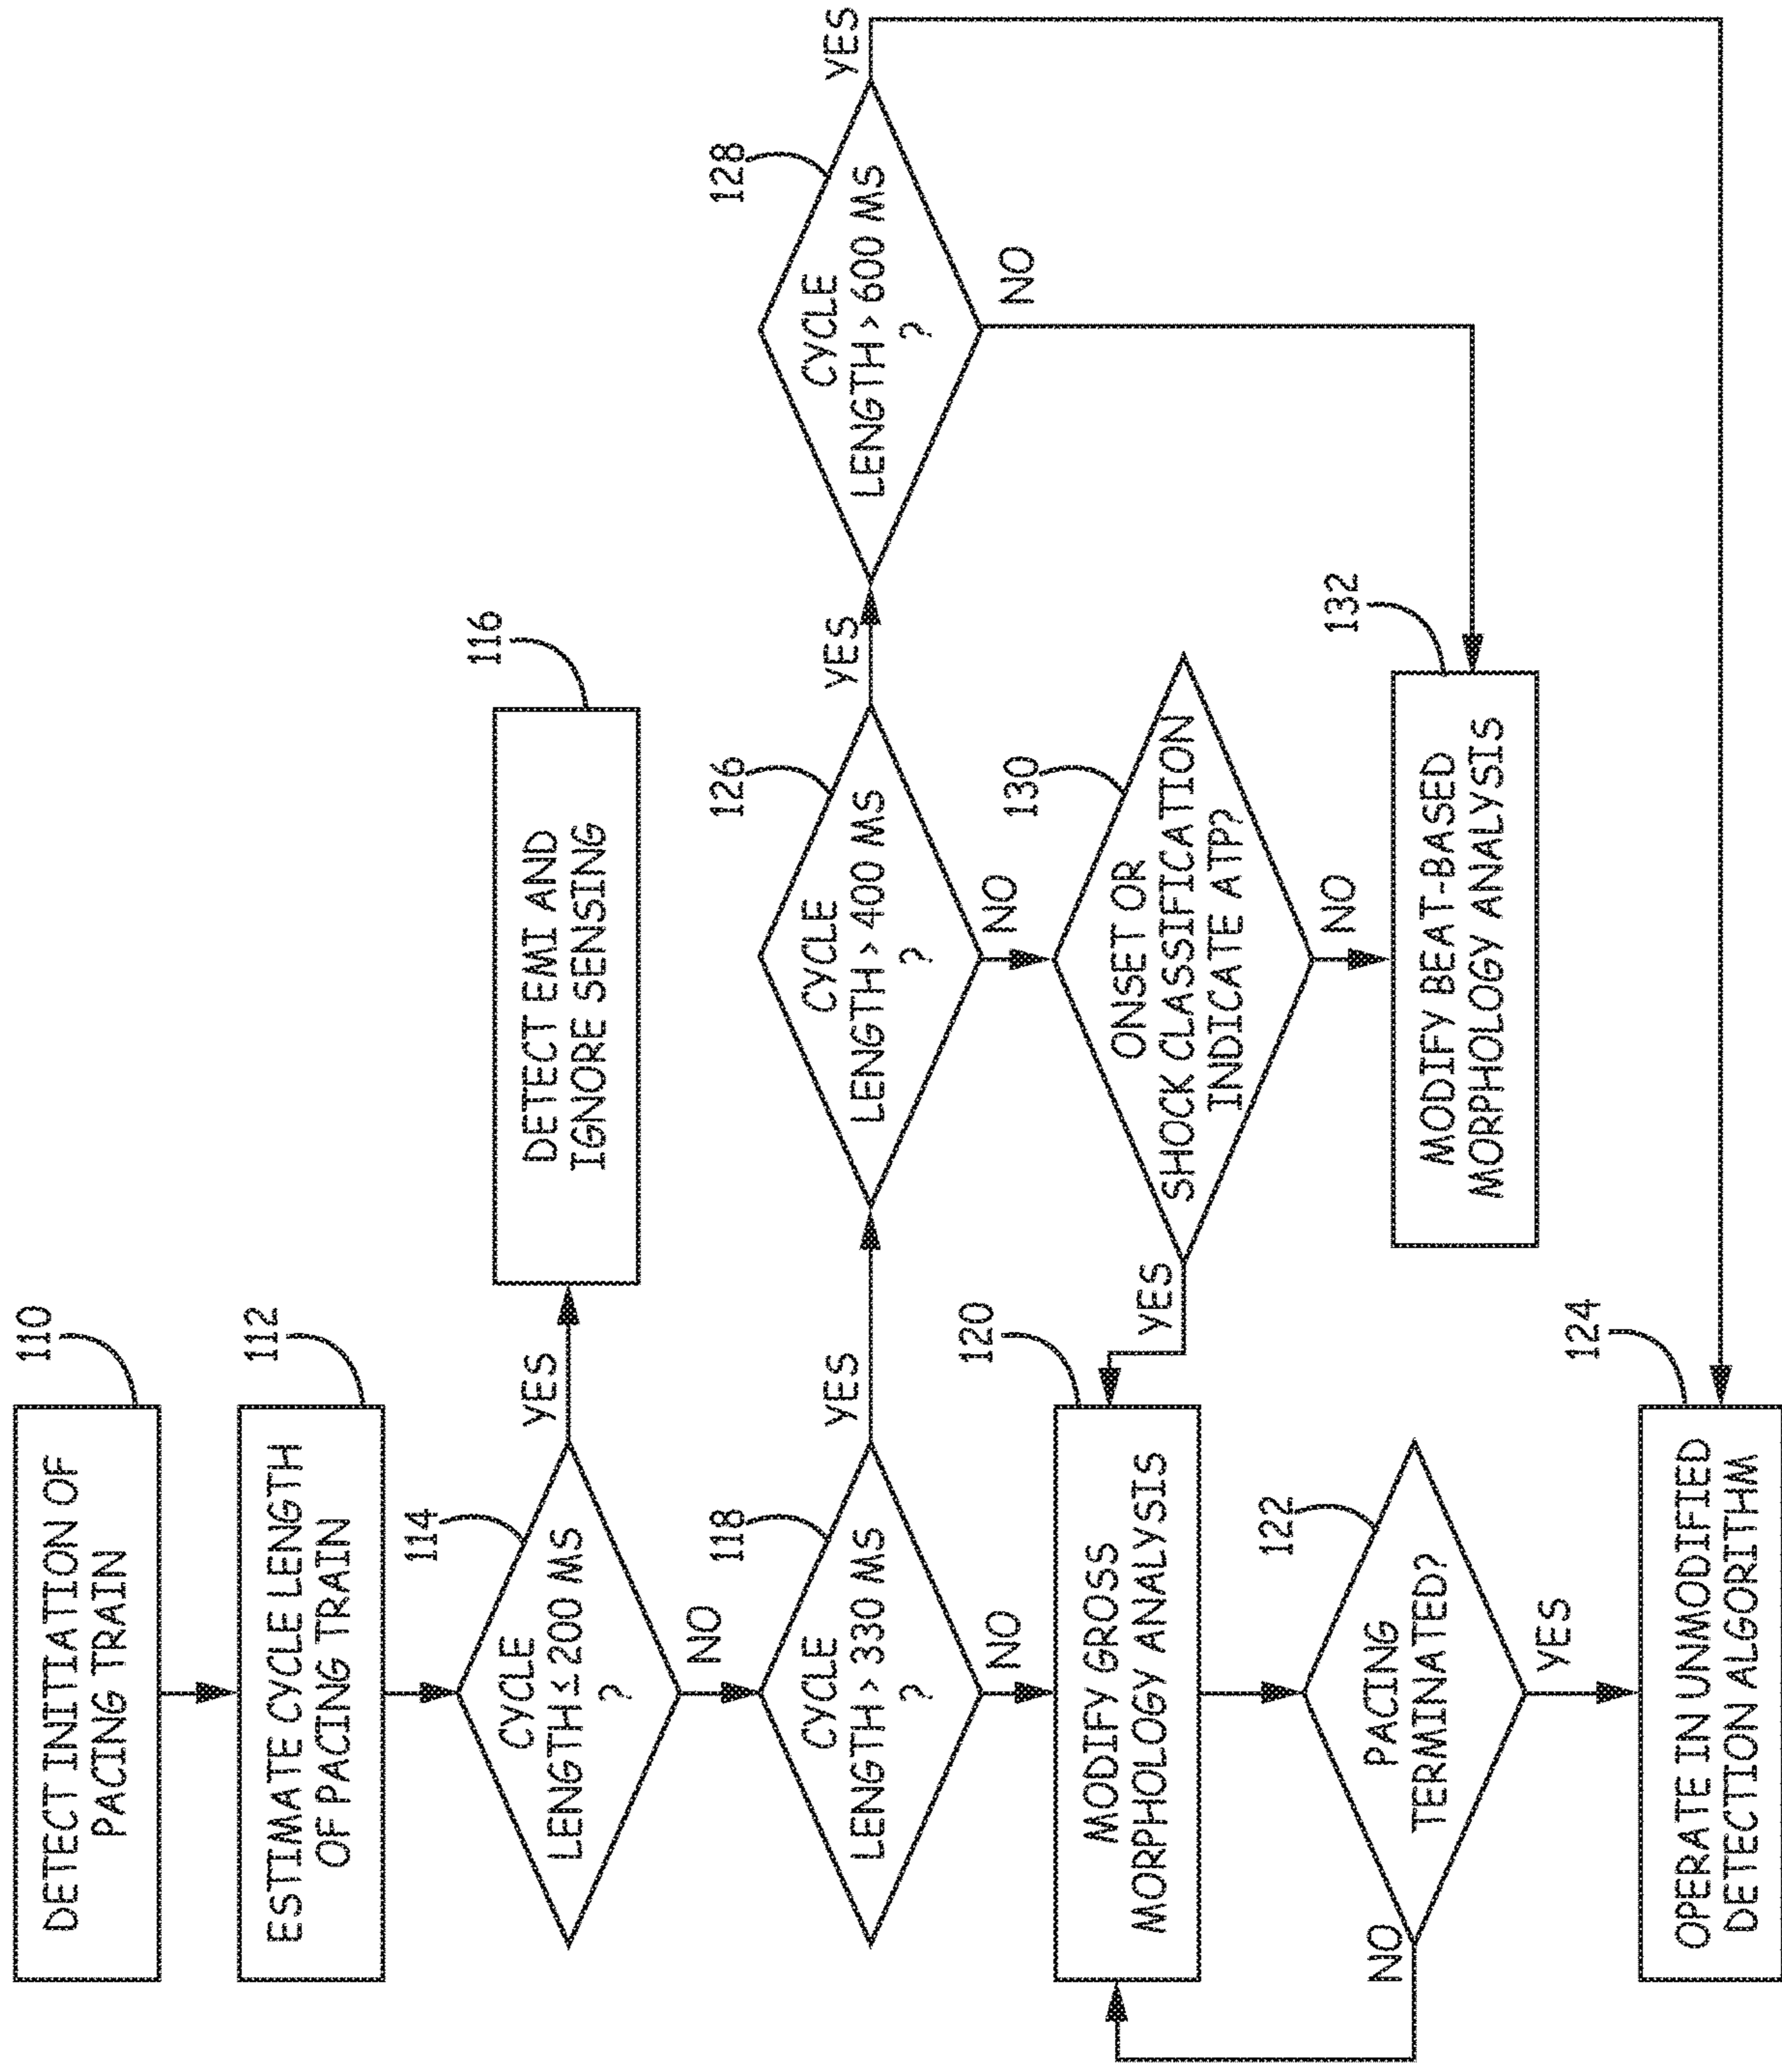 110
DETECT INITIATION OF
PACING TRAIN
112
ESTIMATE CYCLE LENGTH
OF PACING TRAIN
114
CYCLE
LENGTH ≤ 200 MS
?
YES
NO
116
DETECT EMI AND
IGNORE SENSING
118
CYCLE
LENGTH > 330 MS
?
YES
NO
126
CYCLE
LENGTH > 400 MS
?
YES
NO
128
CYCLE
LENGTH > 600 MS
?
YES
NO
120
MODIFY GROSS
MORPHOLOGY ANALYSIS
130
ONSET OR
SHOCK CLASSIFICATION
INDICATE ATP?
YES
NO
122
PACING
TERMINATED?
NO
YES
132
MODIFY BEAT-BASED
MORPHOLOGY ANALYSIS
124
OPERATE IN UNMODIFIED
DETECTION ALGORITHM